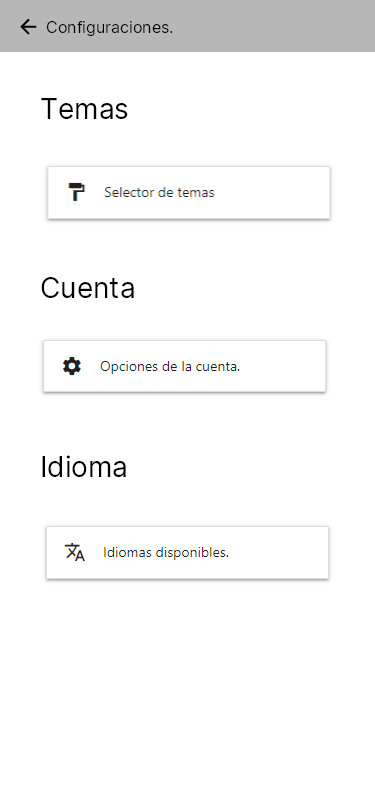 Configuraciones.
Temas
Selector de temas
Cuenta
Opciones de la cuenta.
Idioma
Idiomas disponibles.